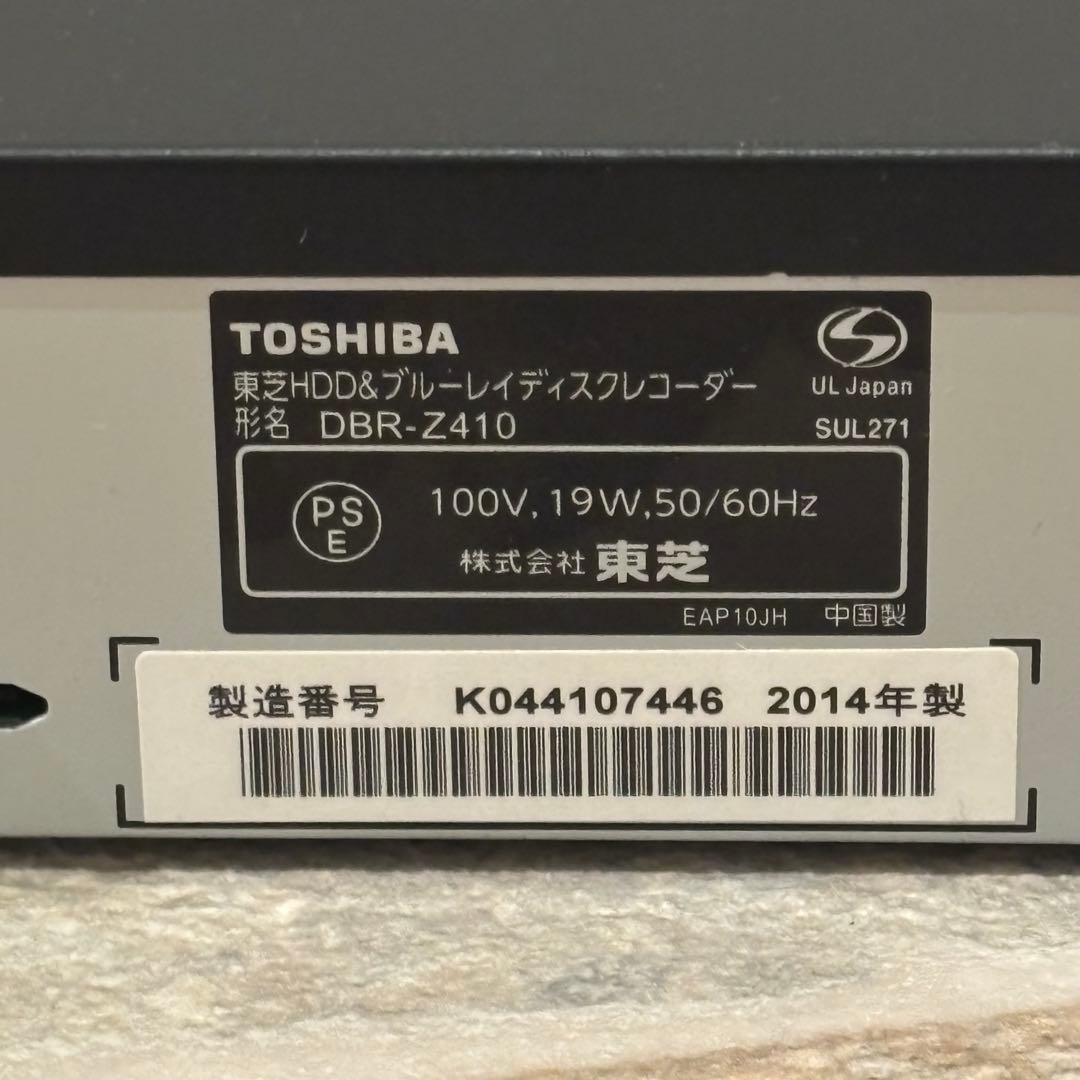 TOSHIBA
東芝HDD&ブルーレイディスクレコーダー
形名 DBR-Z410
UL Japan
SUL271
PS
E
100V,19W,50/60Hz
株式会社 東芝
EAP10JH 中国製
製造番号 K044107446 2014年製